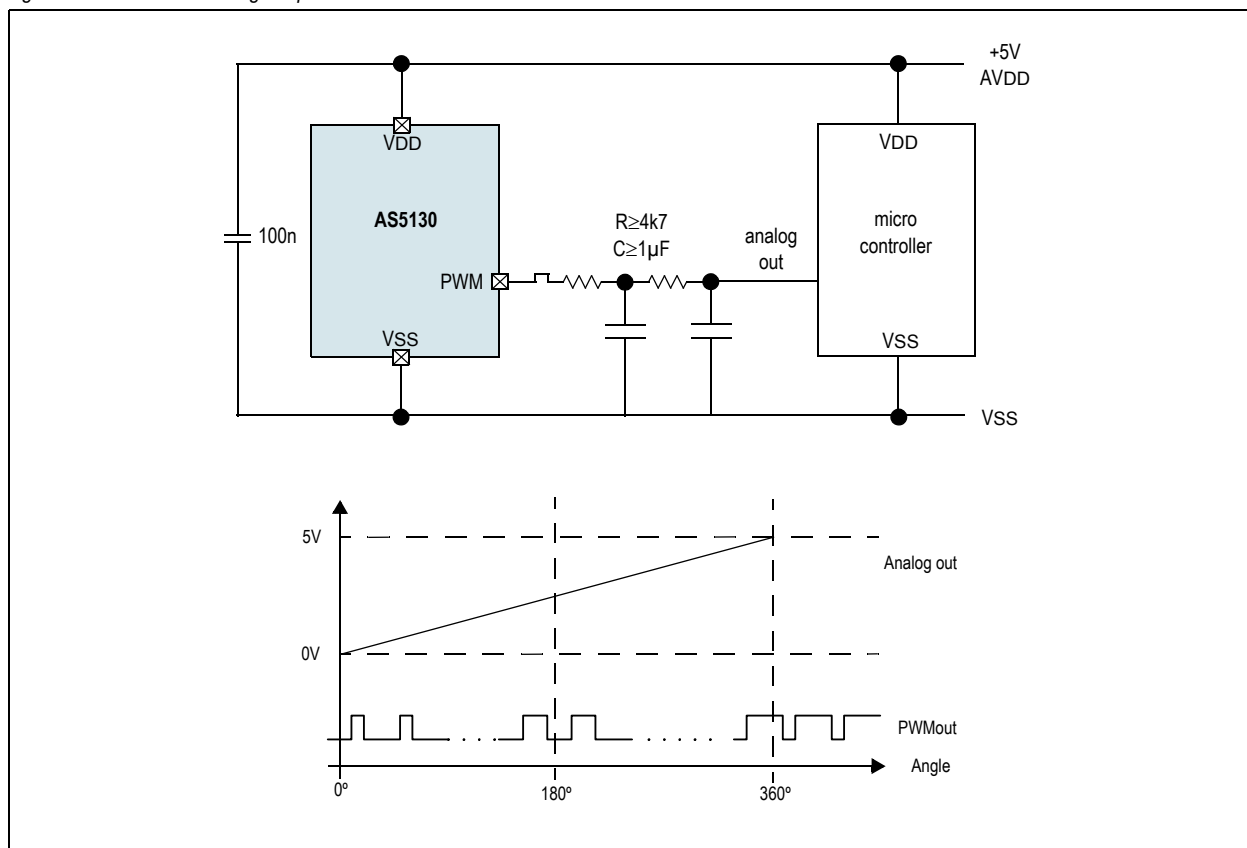 +5V
AVDD
VDD
VDD
AS5130
100n
R≥4k7
C≥1µF
analog
out
micro
controller
PWM
VSS
VSS
VSS
5V
Analog out
0V
PWMout
Angle
0º
180º
360º